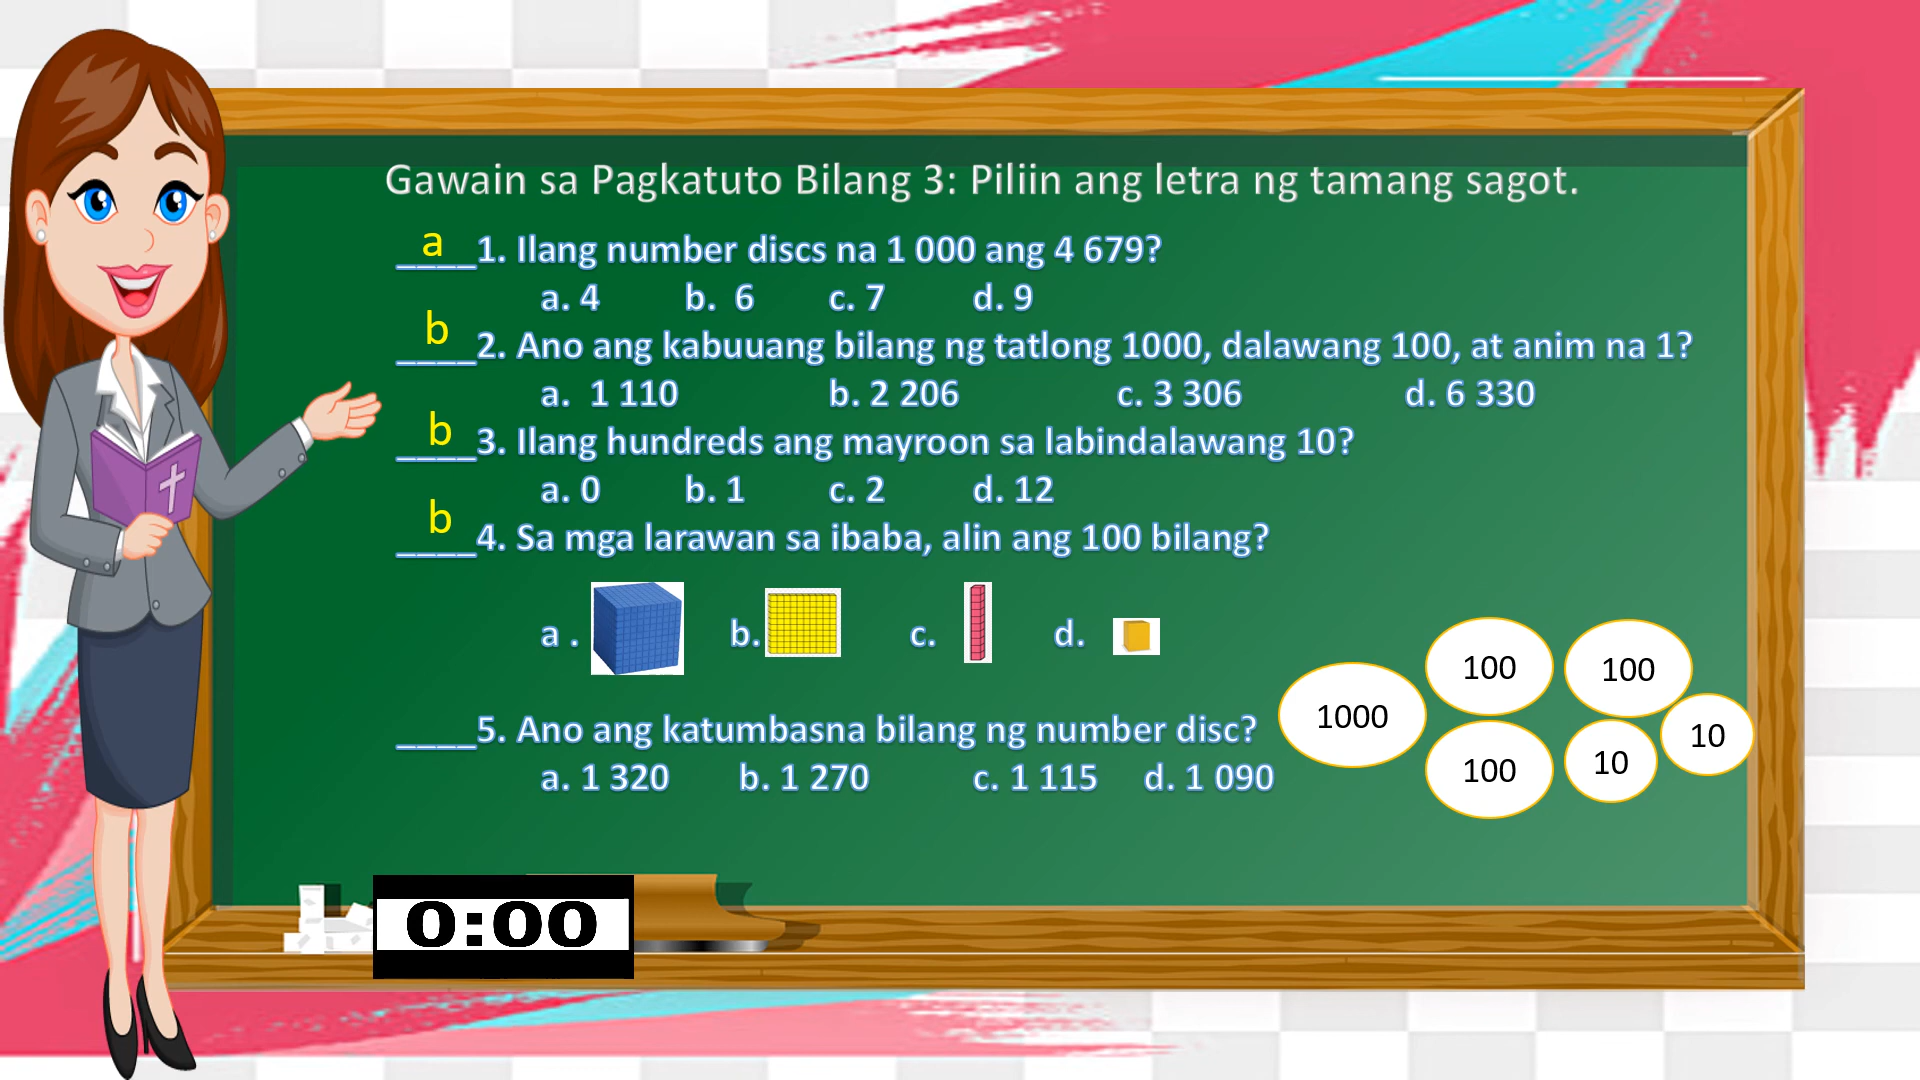 Gawain sa Pagkatuto Bilang 3: Piliin ang letra ng tamang sagot.
a
____1. Ilang number discs na 1 000 ang 4 679?
a. 4 b. 6 c. 7 d. 9
b
____2. Ano ang kabuuang bilang ng tatlong 1000, dalawang 100, at anim na 1?
a. 1 110 b. 2 206 c. 3 306 d. 6 330
b
____3. Ilang hundreds ang mayroon sa labindalawang 10?
a. 0 b. 1 c. 2 d. 12
b
____4. Sa mga larawan sa ibaba, alin ang 100 bilang?
a . b. c. d.
____5. Ano ang katumbasna bilang ng number disc?
a. 1 320 b. 1 270 c. 1 115 d. 1 090
1000
100
100
100
10
10
0:00